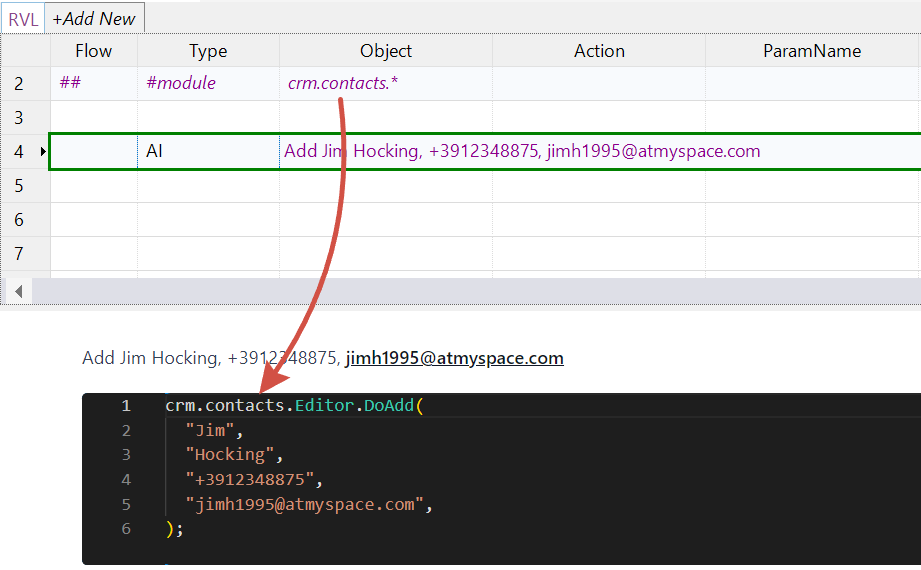 RVL +Add New
Flow Type Object Action ParamName
2 ## #module crm.contacts.*
3
4 AI Add Jim Hocking, +3912348875, jimh1995@atmyspace.com
5
6
7
Add Jim Hocking, +3912348875, jimh1995@atmyspace.com
1 crm.contacts.Editor.DoAdd(
2 "Jim",
3 "Hocking",
4 "+3912348875",
5 "jimh1995@atmyspace.com",
6 );